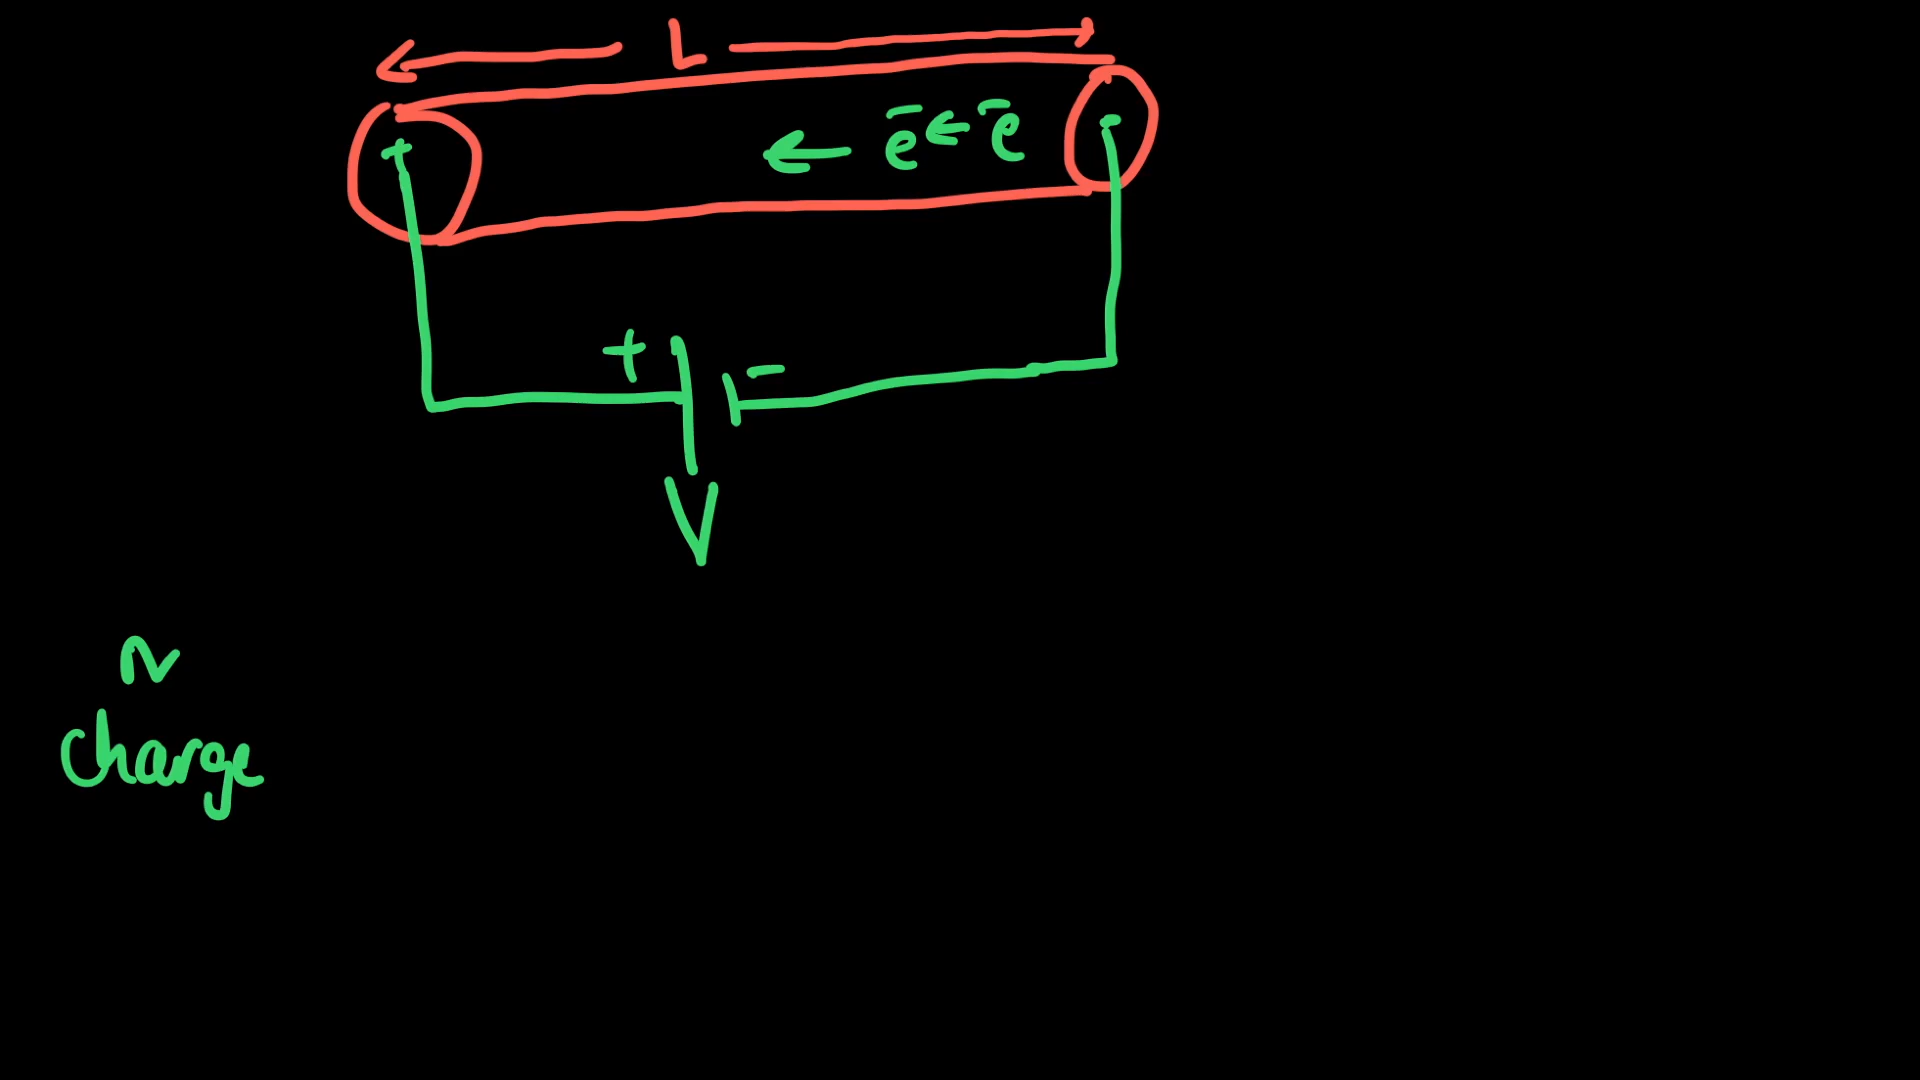 L
+ ← e̅ ← e̅ -
+ -
V
n
charge